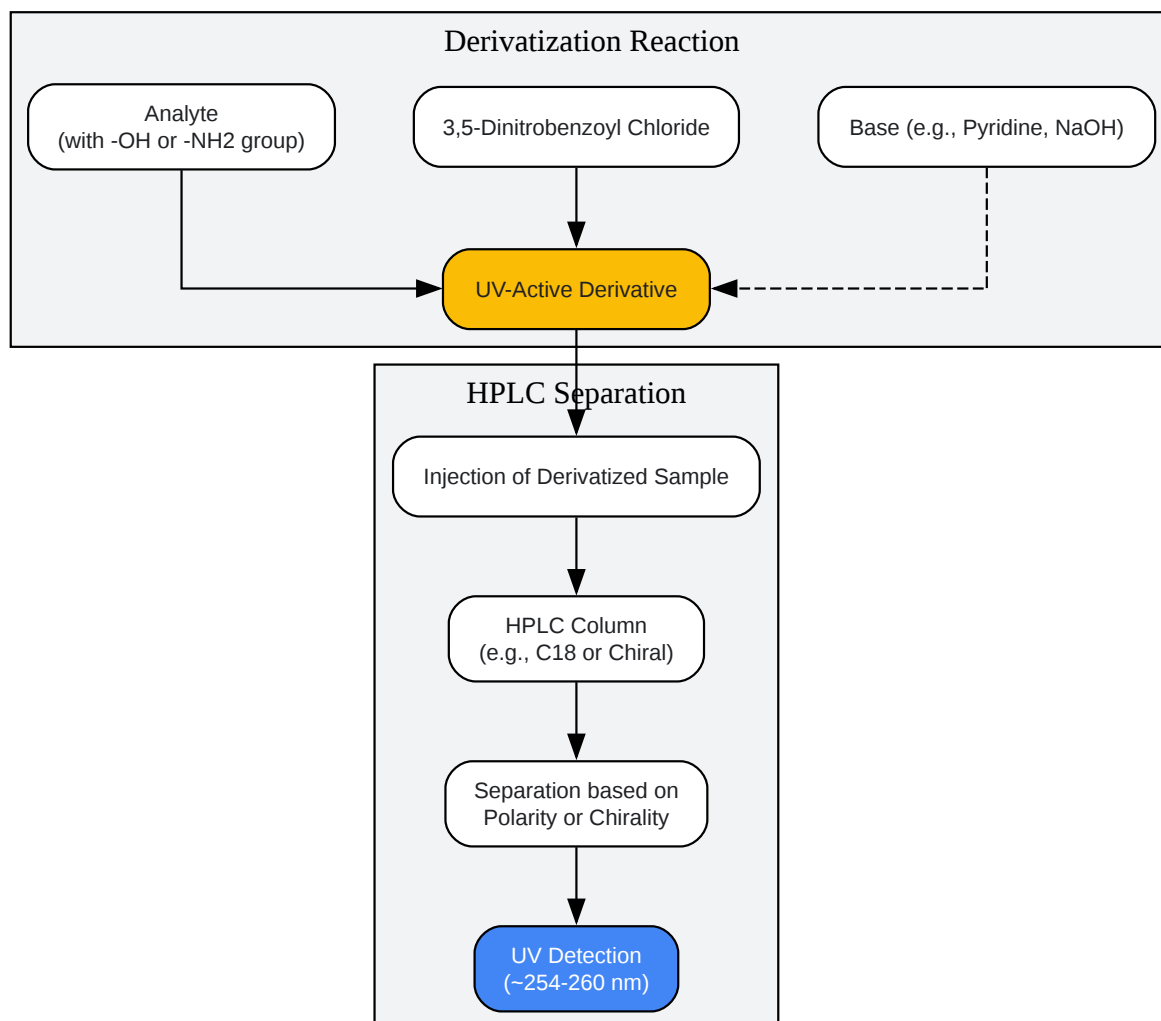 Derivatization Reaction
Analyte
(with -OH or -NH2 group)
3,5-Dinitrobenzoyl Chloride
Base (e.g., Pyridine, NaOH)
UV-Active Derivative
HPLC Separation
Injection of Derivatized Sample
HPLC Column
(e.g., C18 or Chiral)
Separation based on
Polarity or Chirality
UV Detection
(~254-260 nm)